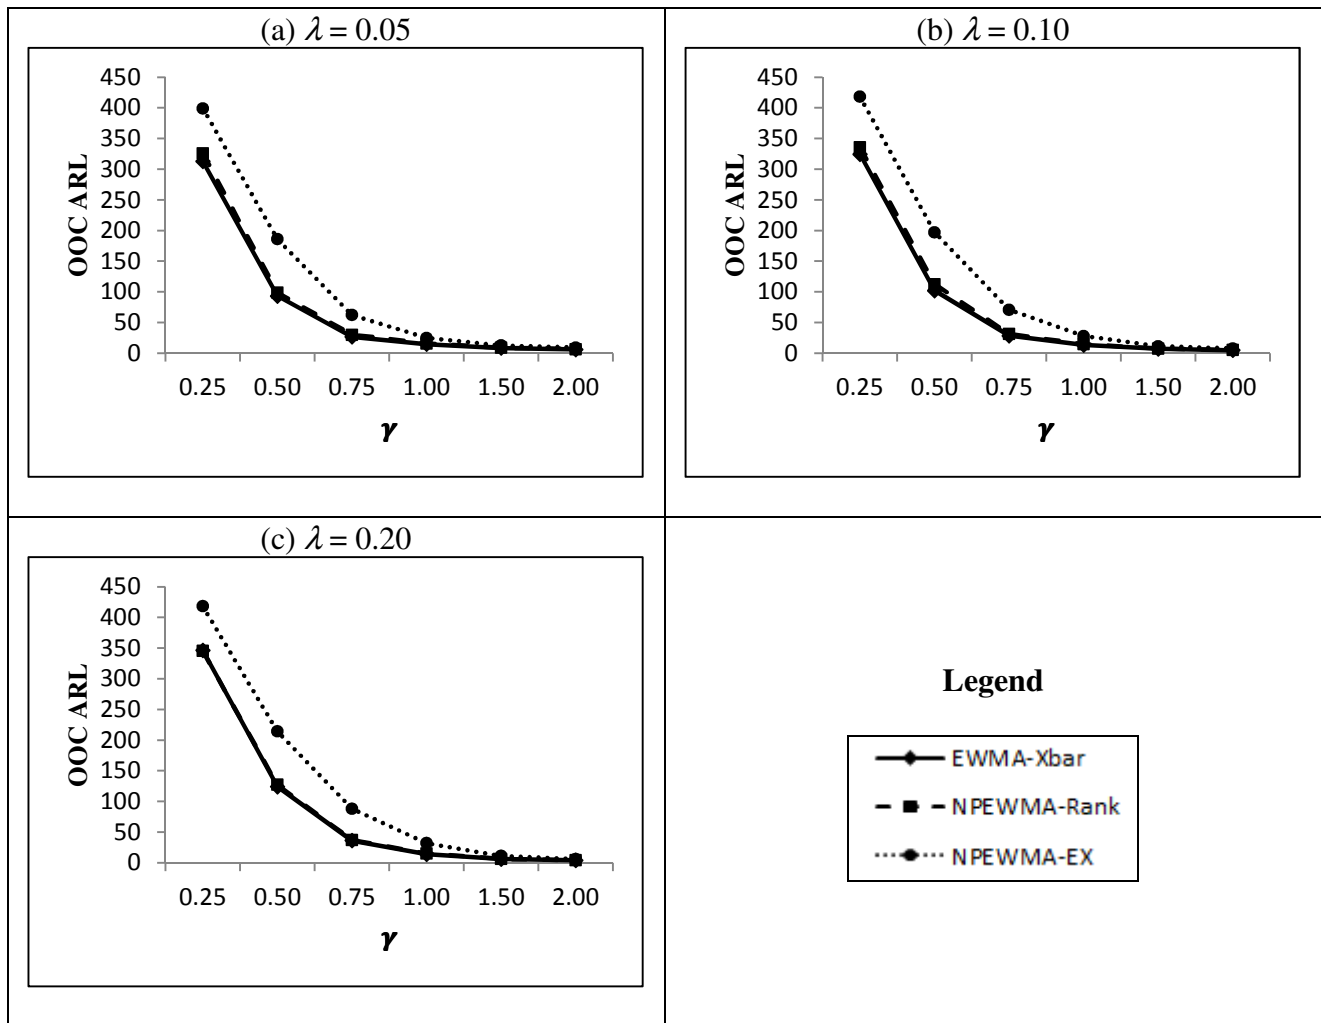 (a) λ = 0.05
OOC ARL
450
400
350
300
250
200
150
100
50
0
0.25 0.50 0.75 1.00 1.50 2.00
γ
(b) λ = 0.10
OOC ARL
450
400
350
300
250
200
150
100
50
0
0.25 0.50 0.75 1.00 1.50 2.00
γ
(c) λ = 0.20
OOC ARL
450
400
350
300
250
200
150
100
50
0
0.25 0.50 0.75 1.00 1.50 2.00
γ
Legend
EWMA-Xbar
NPEWMA-Rank
NPEWMA-EX